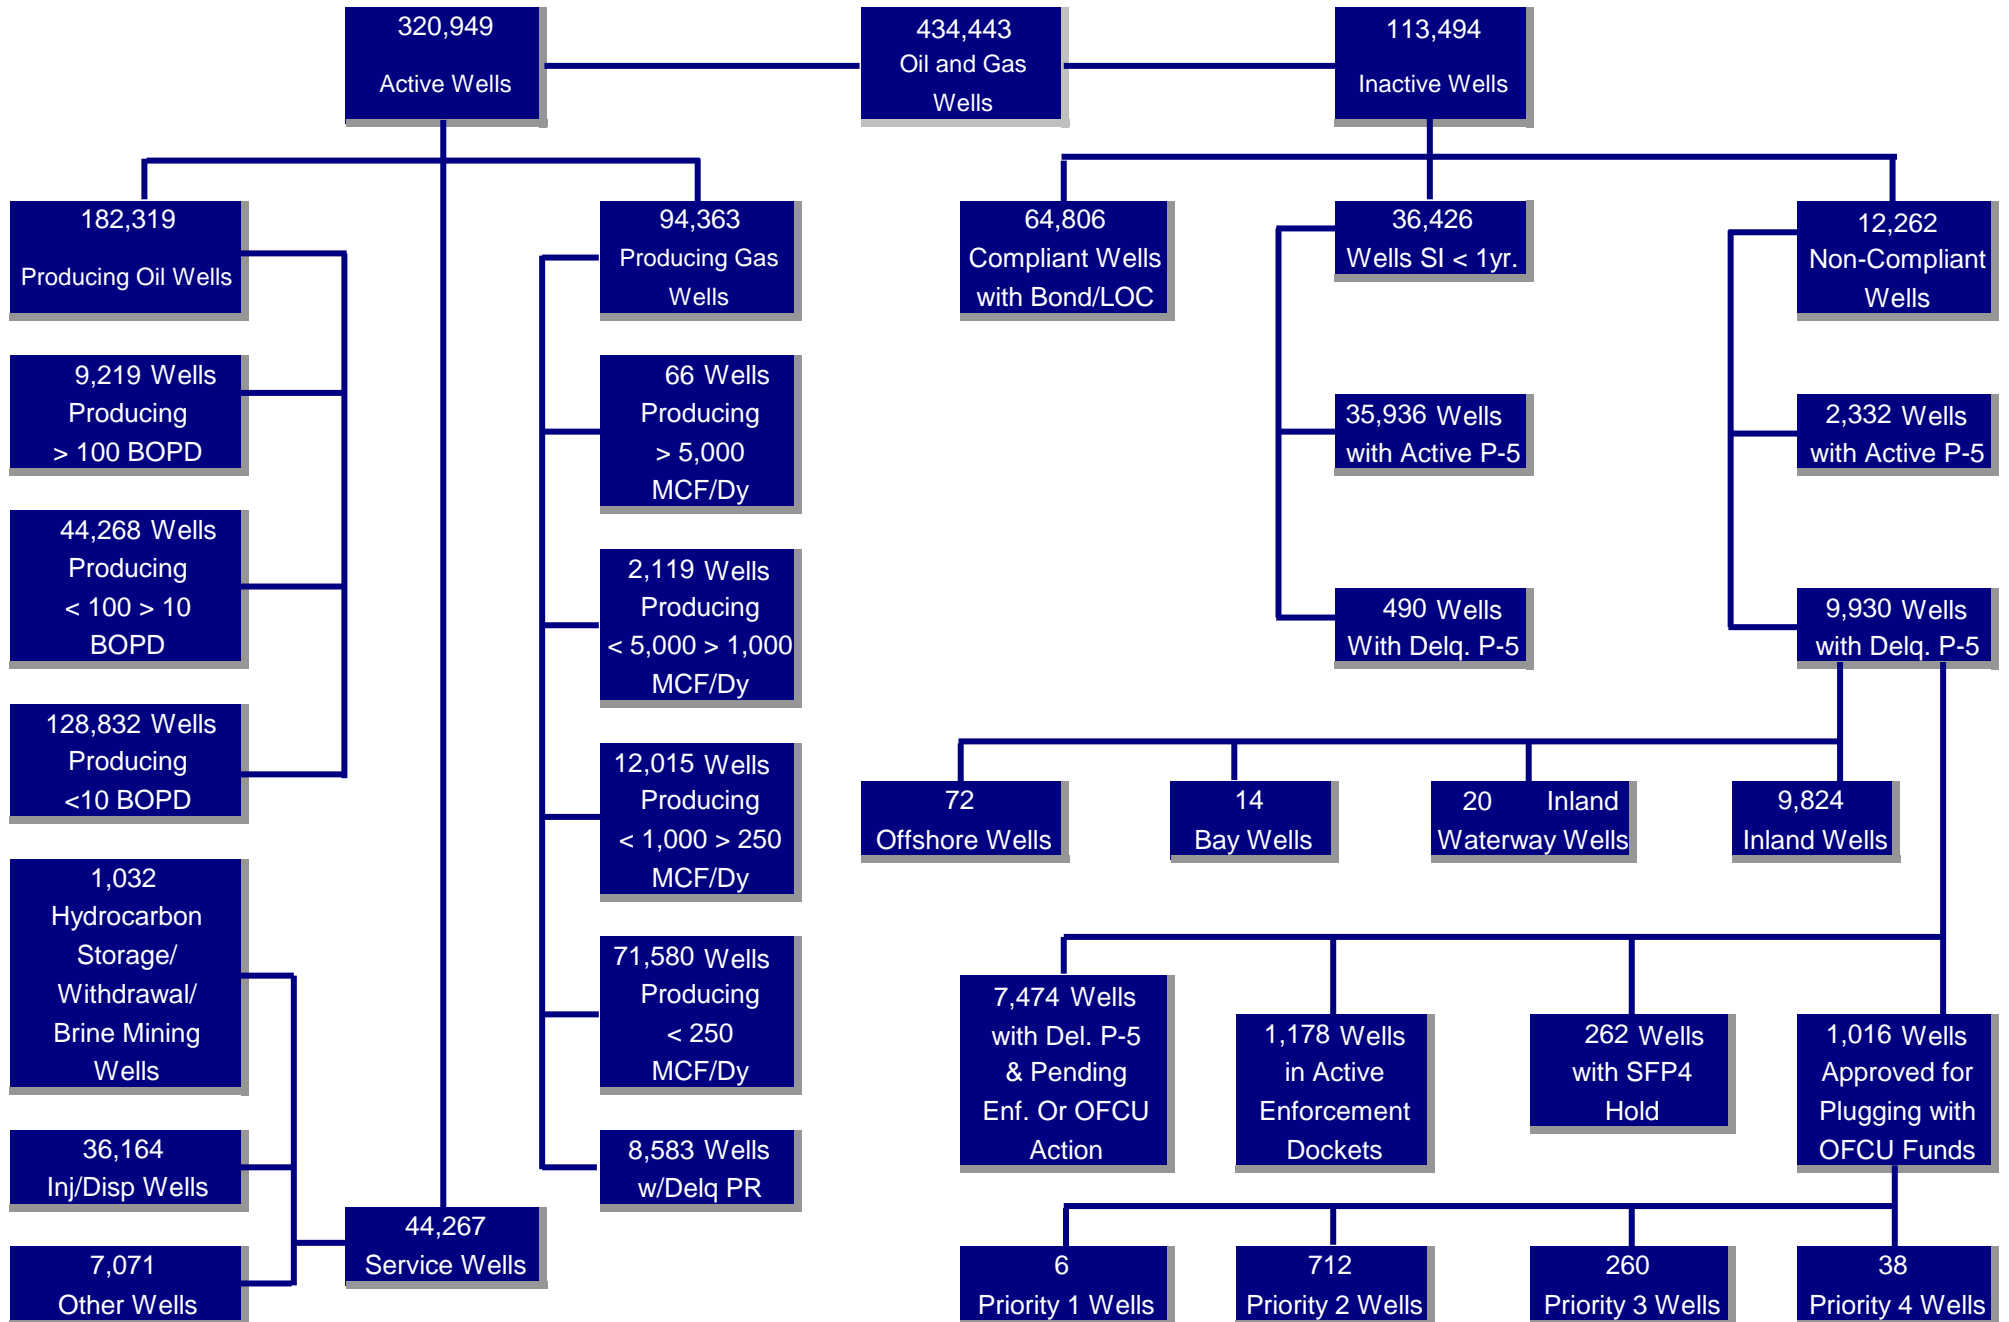 320,949
Active Wells
434,443
Oil and Gas
Wells
113,494
Inactive Wells
182,319
Producing Oil Wells
94,363
Producing Gas
Wells
64,806
Compliant Wells
with Bond/LOC
36,426
Wells SI < 1yr.
12,262
Non-Compliant
Wells
9,219 Wells
Producing
> 100 BOPD
66 Wells
Producing
> 5,000
MCF/Dy
35,936 Wells
with Active P-5
2,332 Wells
with Active P-5
44,268 Wells
Producing
< 100 > 10
BOPD
2,119 Wells
Producing
< 5,000 > 1,000
MCF/Dy
490 Wells
With Delq. P-5
9,930 Wells
with Delq. P-5
128,832 Wells
Producing
<10 BOPD
12,015 Wells
Producing
< 1,000 > 250
MCF/Dy
72
Offshore Wells
14
Bay Wells
20 Inland
Waterway Wells
9,824
Inland Wells
1,032
Hydrocarbon
Storage/
Withdrawal/
Brine Mining
Wells
71,580 Wells
Producing
< 250
MCF/Dy
7,474 Wells
with Del. P-5
& Pending
Enf. Or OFCU
Action
1,178 Wells
in Active
Enforcement
Dockets
262 Wells
with SFP4
Hold
1,016 Wells
Approved for
Plugging with
OFCU Funds
36,164
Inj/Disp Wells
8,583 Wells
w/Delq PR
44,267
Service Wells
7,071
Other Wells
6
Priority 1 Wells
712
Priority 2 Wells
260
Priority 3 Wells
38
Priority 4 Wells